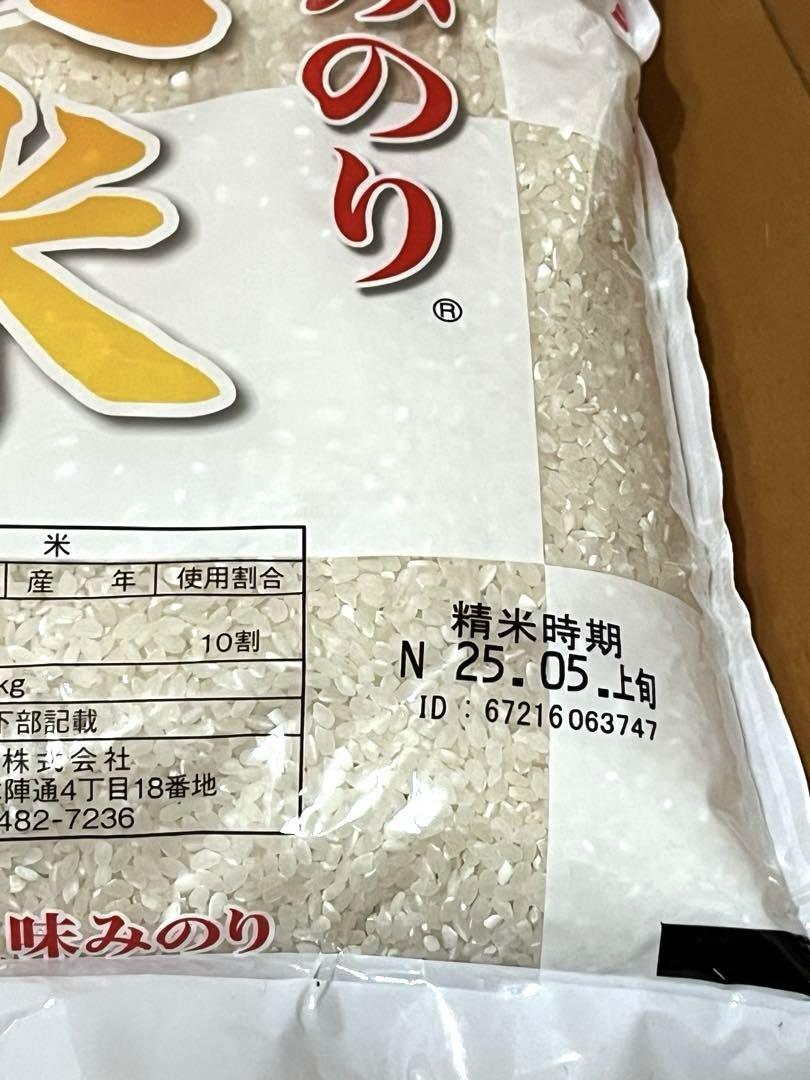 みのり
®
米
米
産 年 使用割合
10割
kg
下部記載
株式会社
陣通4丁目18番地
482-7236
精米時期
N 25.05.上旬
ID : 67216063747
味みのり